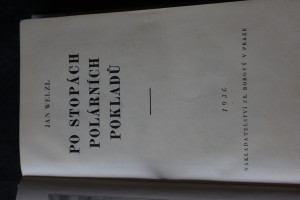 JAN WELZL
PO STOPÁCH
POLÁRNÍCH
POKLADŮ
1936
NAKLADATELSTVÍ FR. BOROVÝ V PRAZE